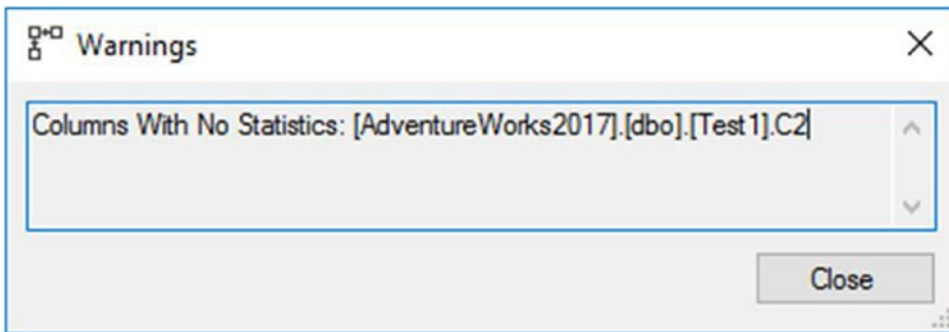 Warnings
Columns With No Statistics: [AdventureWorks2017].[dbo].[Test1].C2
Close